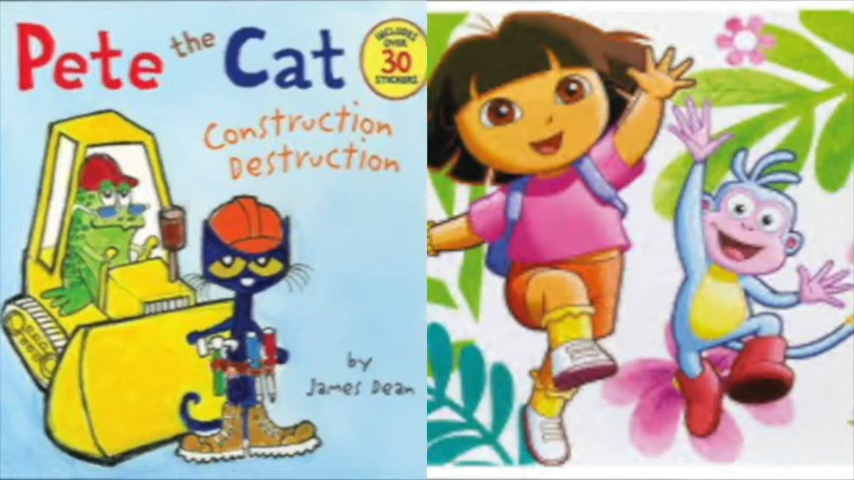 Pete the Cat
INCLUDES
OVER
30
STICKERS
Construction
Destruction
by
James Dean